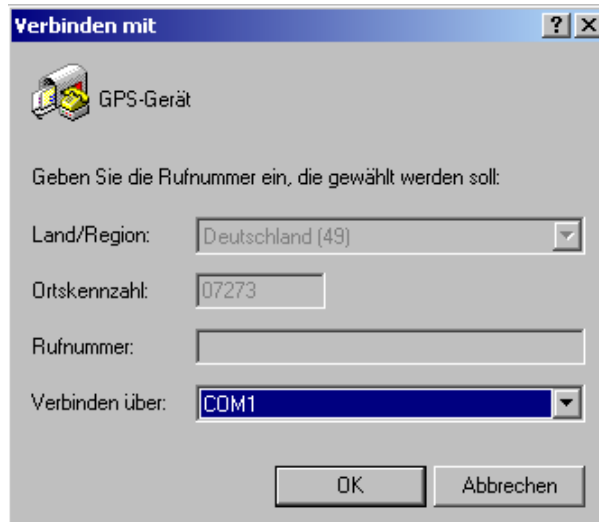 Verbinden mit
GPS-Gerät
Geben Sie die Rufnummer ein, die gewählt werden soll:
Land/Region: Deutschland (49)
Ortskennzahl: 07273
Rufnummer:
Verbinden über: COM1
OK Abbrechen